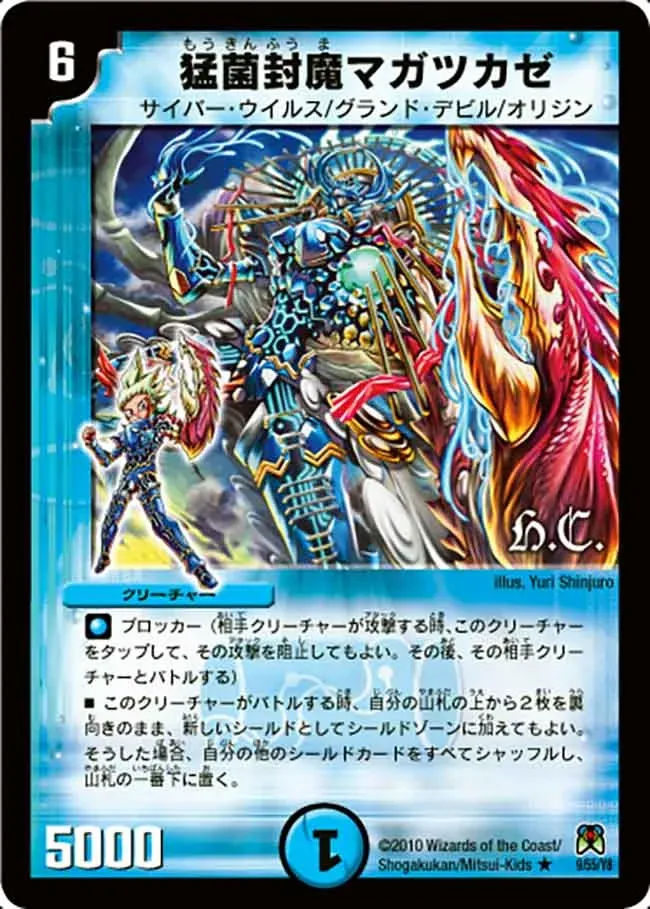 6
もうきんふうま
猛菌封魔マガツカゼ
サイバー・ウイルス/グランド・デビル/オリジン
H.C.
illus. Yuri Shinjuro
クリーチャー
ブロッカー（相手クリーチャーが攻撃する時、このクリーチャー
をタップして、その攻撃を阻止してもよい。その後、その相手クリー
チャーとバトルする）
■ このクリーチャーがバトルする時、自分の山札の上から2枚を裏
向きのまま、新しいシールドとしてシールドゾーンに加えてもよい。
そうした場合、自分の他のシールドカードをすべてシャッフルし、
山札の一番下に置く。
5000
1
©2010 Wizards of the Coast/
Shogakukan/Mitsui-Kids ★
9/55/Y8